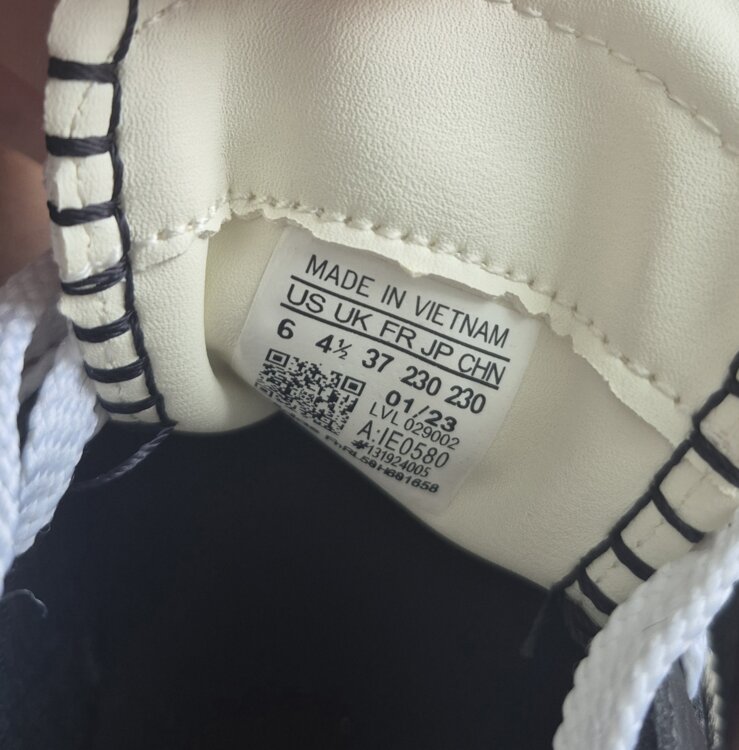 MADE IN VIETNAM
US UK FR JP CHN
6 4½ 37 230 230
01/23
LVL 029002
A:IE0580
#131924005